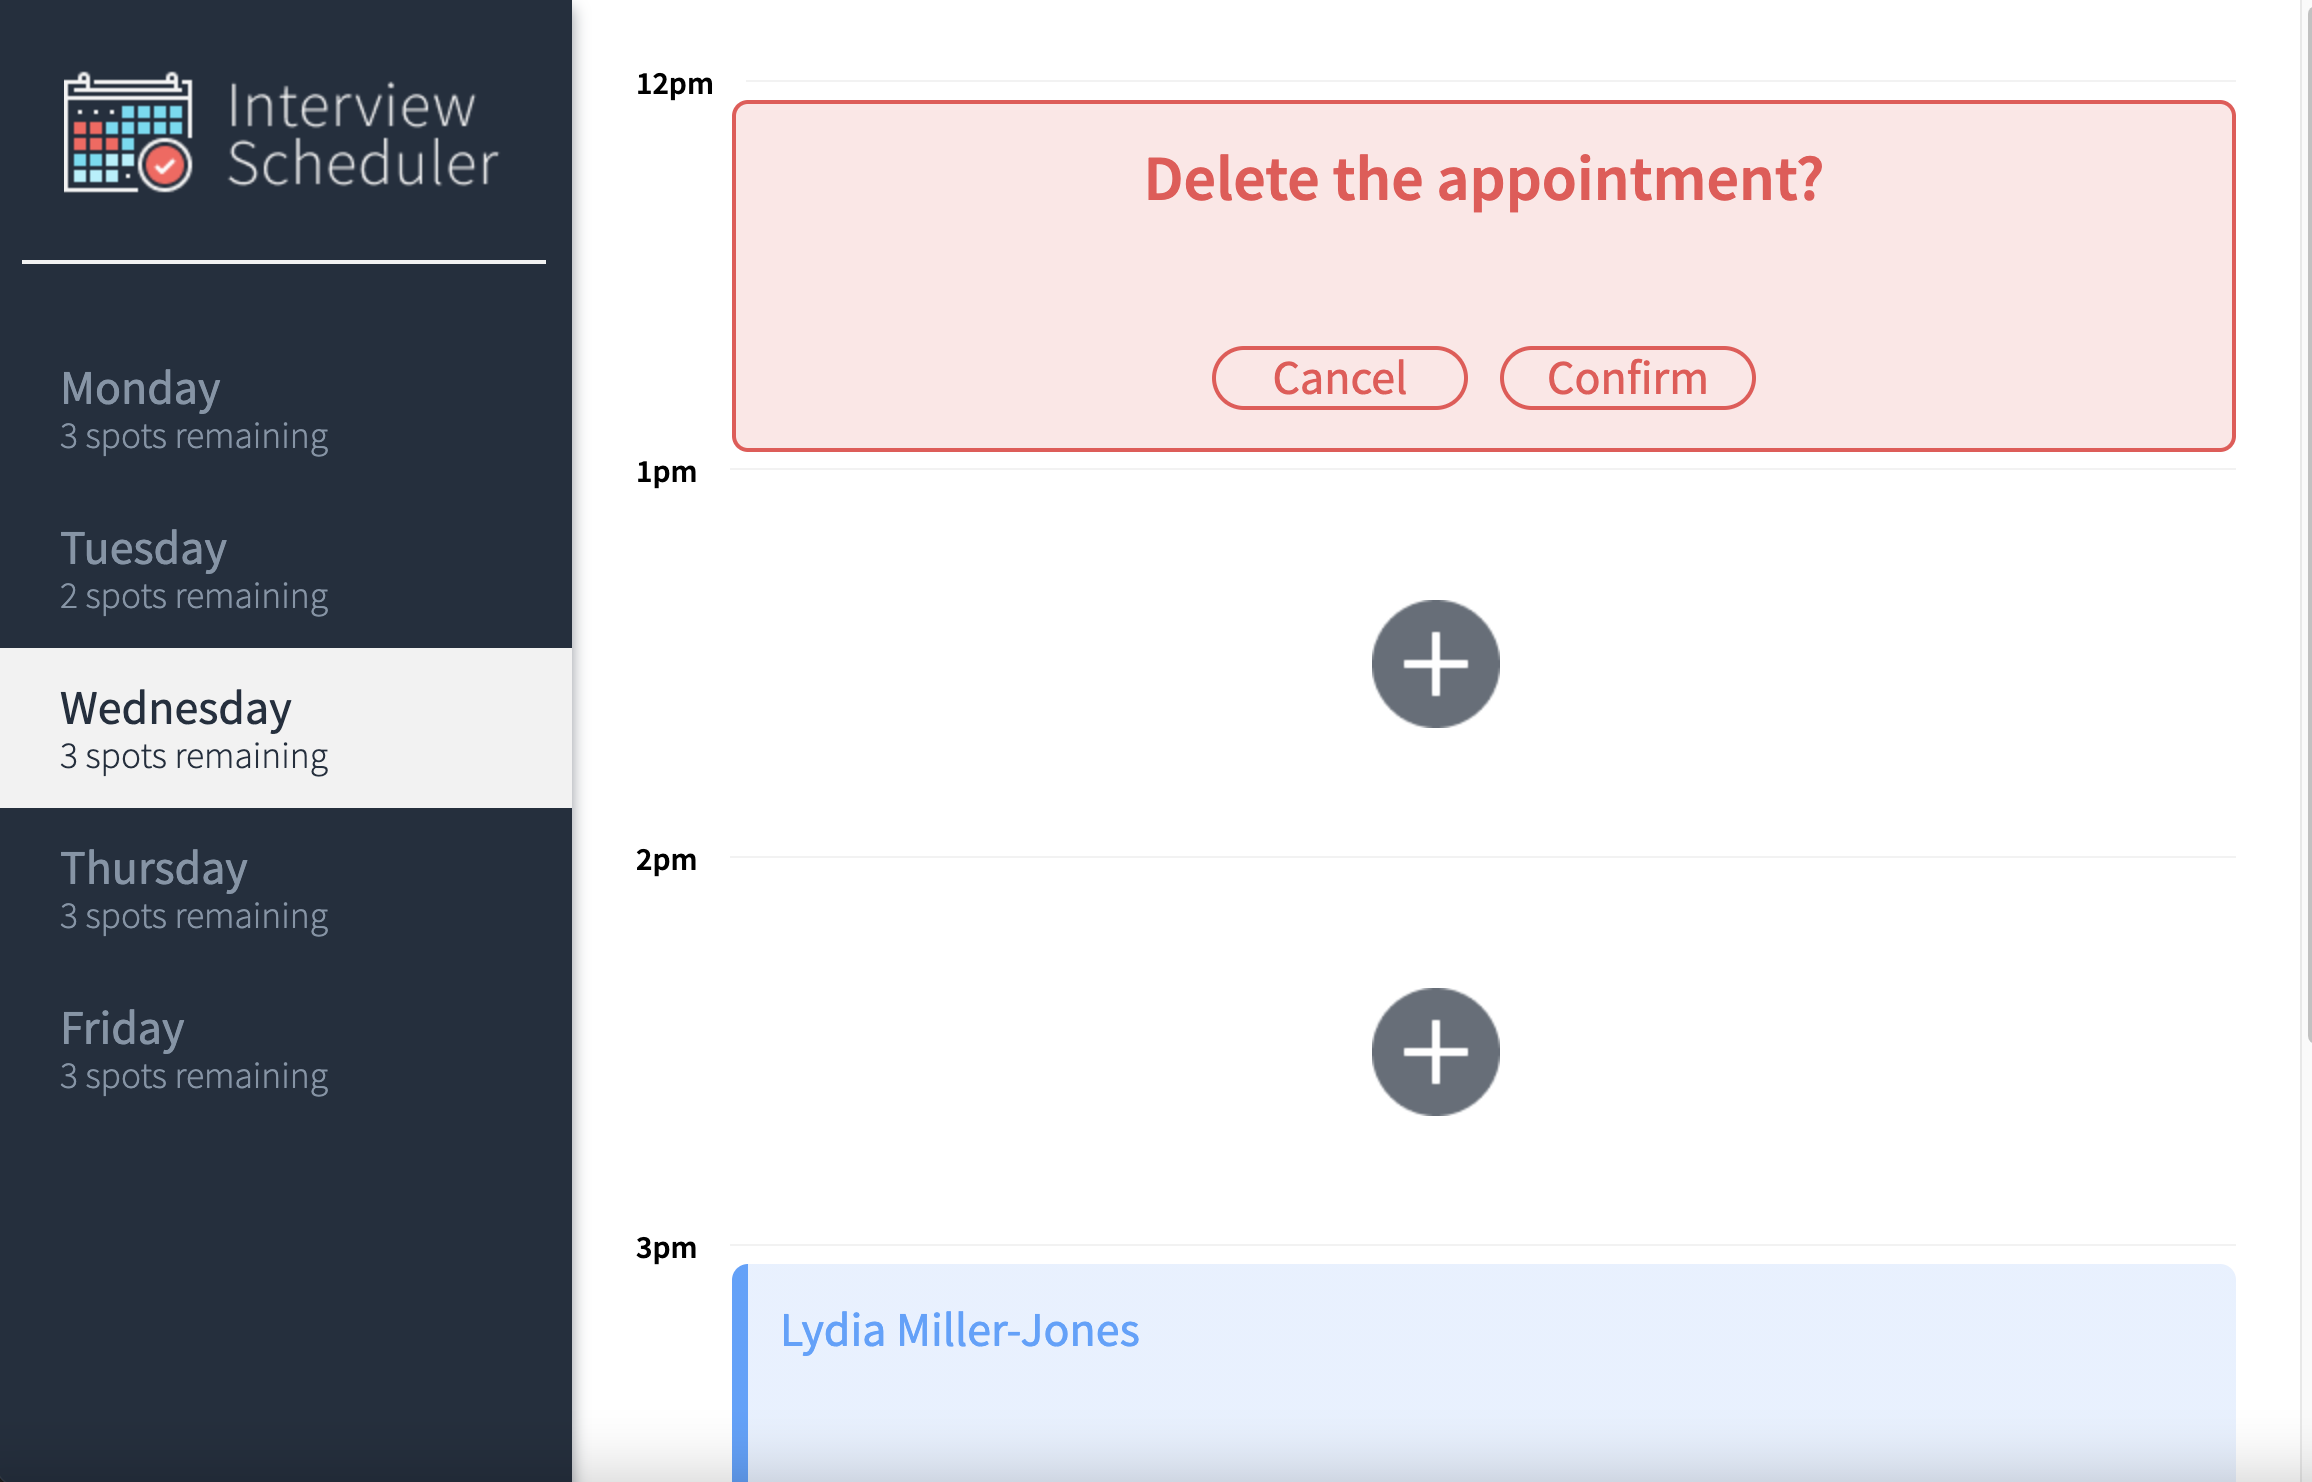 Interview
Scheduler
Monday
3 spots remaining
Tuesday
2 spots remaining
Wednesday
3 spots remaining
Thursday
3 spots remaining
Friday
3 spots remaining
12pm
Delete the appointment?
Cancel Confirm
1pm
2pm
3pm
Lydia Miller-Jones